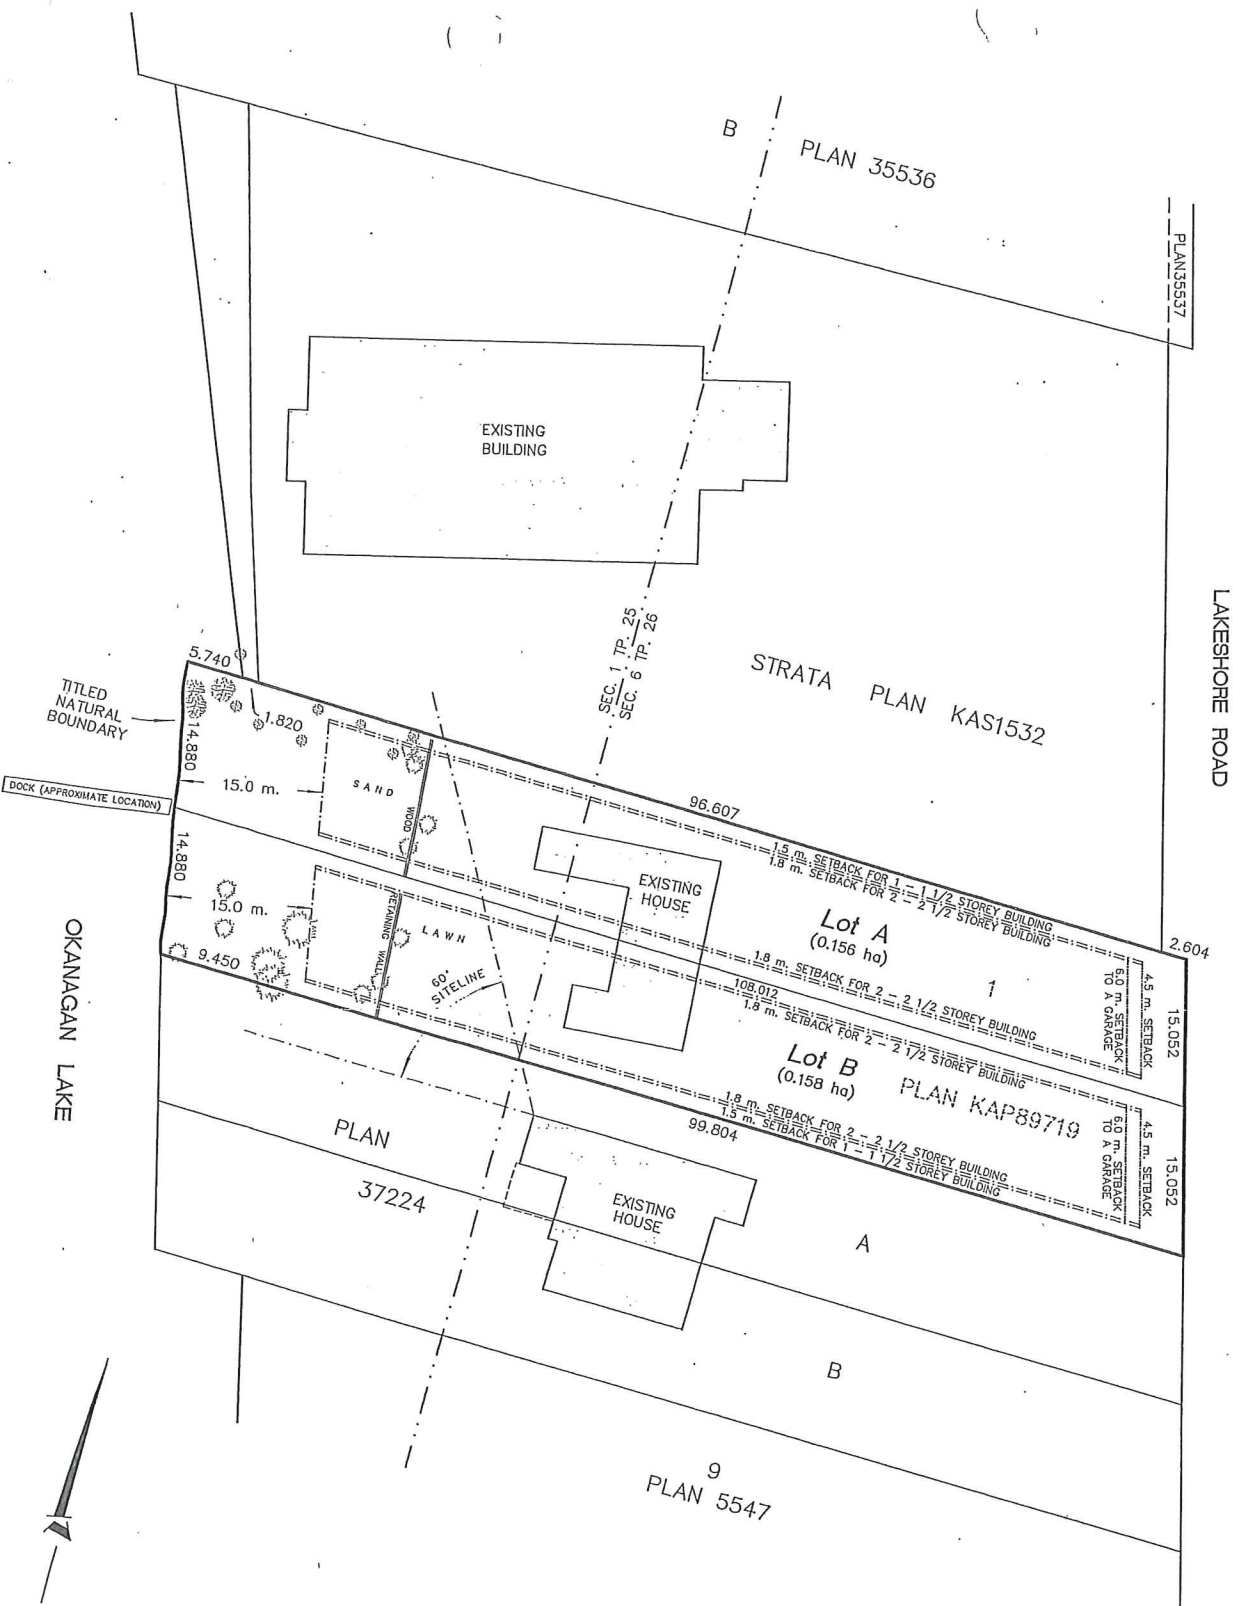 B
PLAN 35536
PLAN35537
LAKESHORE ROAD
EXISTING
BUILDING
SEC. 1 TP. 25
SEC. 6 TP. 26
STRATA PLAN KAS1532
5.740
TITLED
NATURAL
BOUNDARY
1.820
14.880
15.0 m.
SAND
WOOD
DOCK (APPROXIMATE LOCATION)
96.607
1.5 m. SETBACK FOR 1 - 1 1/2 STOREY BUILDING
1.8 m. SETBACK FOR 2 - 2 1/2 STOREY BUILDING
EXISTING
HOUSE
Lot A
(0.156 ha)
1
2.604
4.5 m. SETBACK
6.0 m. SETBACK
TO A GARAGE
15.052
1.8 m. SETBACK FOR 2 - 2 1/2 STOREY BUILDING
108.012
1.8 m. SETBACK FOR 2 - 2 1/2 STOREY BUILDING
14.880
15.0 m.
RETAINING WALL
LAWN
60°
SITELINE
9.450
OKANAGAN LAKE
Lot B
(0.158 ha)
PLAN KAP89719
4.5 m. SETBACK
6.0 m. SETBACK
TO A GARAGE
15.052
1.8 m. SETBACK FOR 2 - 2 1/2 STOREY BUILDING
1.5 m. SETBACK FOR 1 - 1 1/2 STOREY BUILDING
99.804
PLAN
37224
EXISTING
HOUSE
A
B
9
PLAN 5547